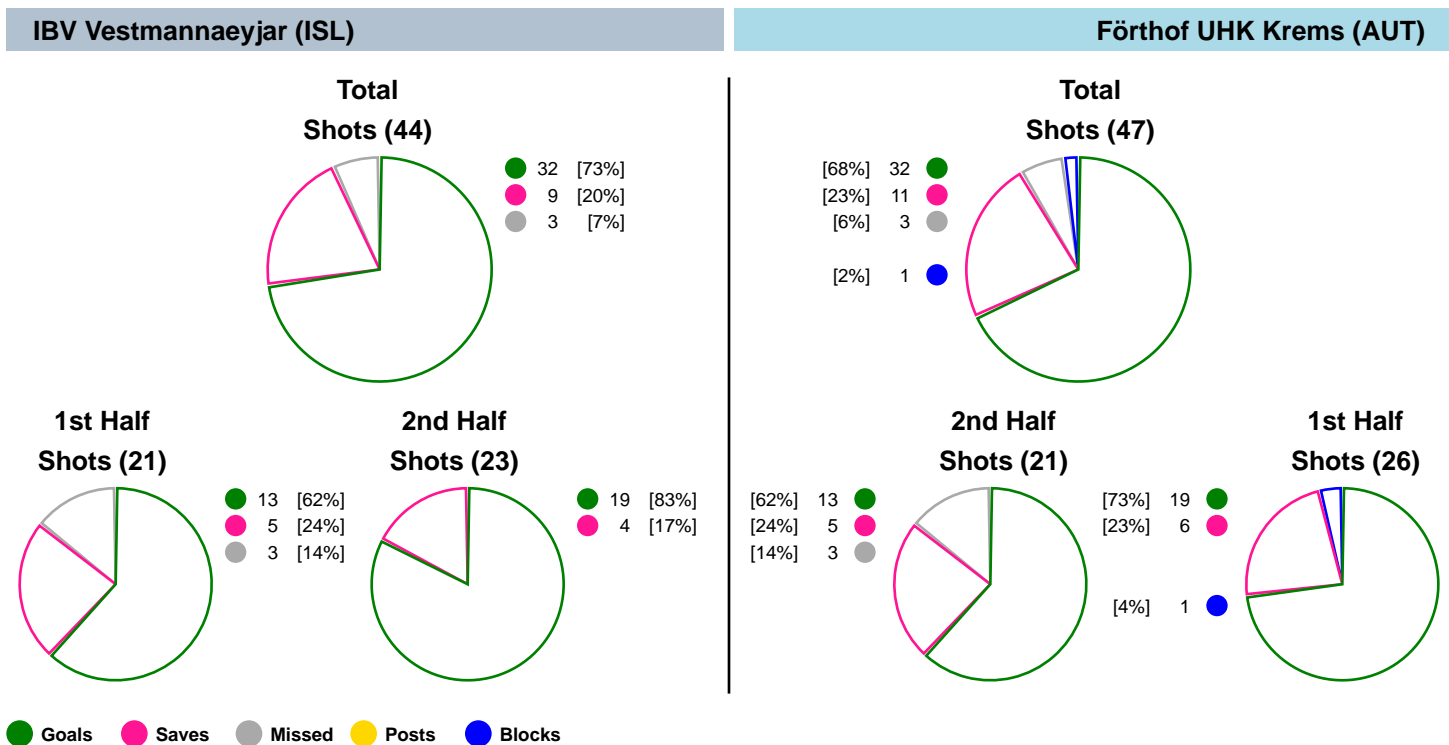 IBV Vestmannaeyjar (ISL)
Förthof UHK Krems (AUT)
Total
Shots (44)
32 [73%]
9 [20%]
3 [7%]
Total
Shots (47)
[68%] 32
[23%] 11
[6%] 3
[2%] 1
1st Half
Shots (21)
13 [62%]
5 [24%]
3 [14%]
2nd Half
Shots (23)
19 [83%]
4 [17%]
2nd Half
Shots (21)
[62%] 13
[24%] 5
[14%] 3
1st Half
Shots (26)
[73%] 19
[23%] 6
[4%] 1
Goals Saves Missed Posts Blocks